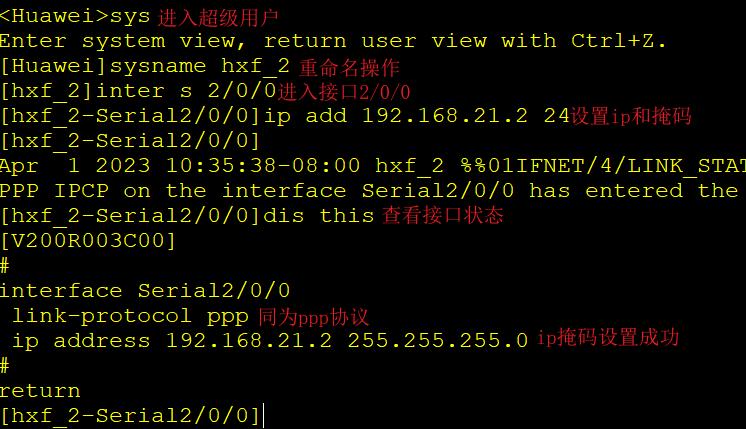 <Huawei>sys 进入超级用户
Enter system view, return user view with Ctrl+Z.
[Huawei]sysname hxf_2 重命名操作
[hxf_2]inter s 2/0/0进入接口2/0/0
[hxf_2-Serial2/0/0]ip add 192.168.21.2 24设置ip和掩码
[hxf_2-Serial2/0/0]
Apr  1 2023 10:35:38-08:00 hxf_2 %%01IFNET/4/LINK_STAT
PPP IPCP on the interface Serial2/0/0 has entered the
[hxf_2-Serial2/0/0]dis this 查看接口状态
[V200R003C00]
#
interface Serial2/0/0
 link-protocol ppp 同为ppp协议
 ip address 192.168.21.2 255.255.255.0 ip掩码设置成功
#
return
[hxf_2-Serial2/0/0]